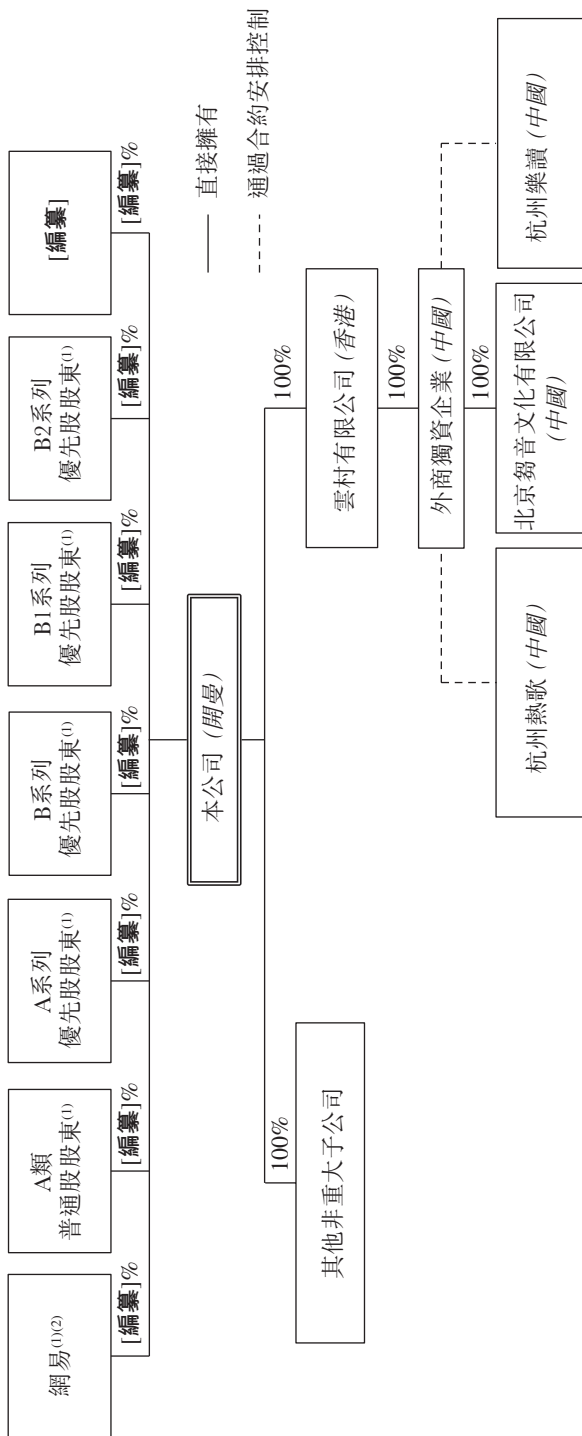 網易(1)(2)
A類
普通股股東(1)
A系列
優先股股東(1)
B系列
優先股股東(1)
B1系列
優先股股東(1)
B2系列
優先股股東(1)
[編纂]
[編纂]%
[編纂]%
[編纂]%
[編纂]%
[編纂]%
[編纂]%
[編纂]%
本公司 (開曼)
直接擁有
通過合約安排控制
100%
100%
其他非重大子公司
雲村有限公司 (香港)
100%
外商獨資企業 (中國)
100%
杭州熱歌 (中國)
北京芻音文化有限公司
(中國)
杭州樂讀 (中國)